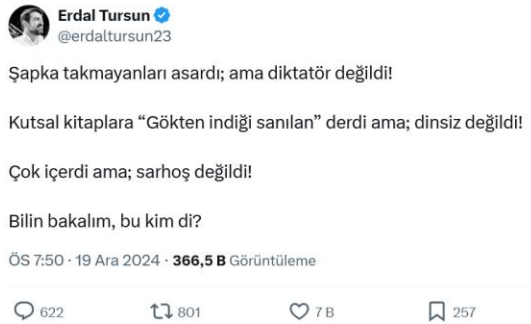 Erdal Tursun
@erdaltursun23
Şapka takmayanları asardı; ama diktatör değildi!
Kutsal kitaplara “Gökten indiği sanılan” derdi ama; dinsiz değildi!
Çok içerdi ama; sarhoş değildi!
Bilin bakalım, bu kim di?
ÖS 7:50 · 19 Ara 2024 · 366,5 B Görüntüleme
622 801 7 B 257